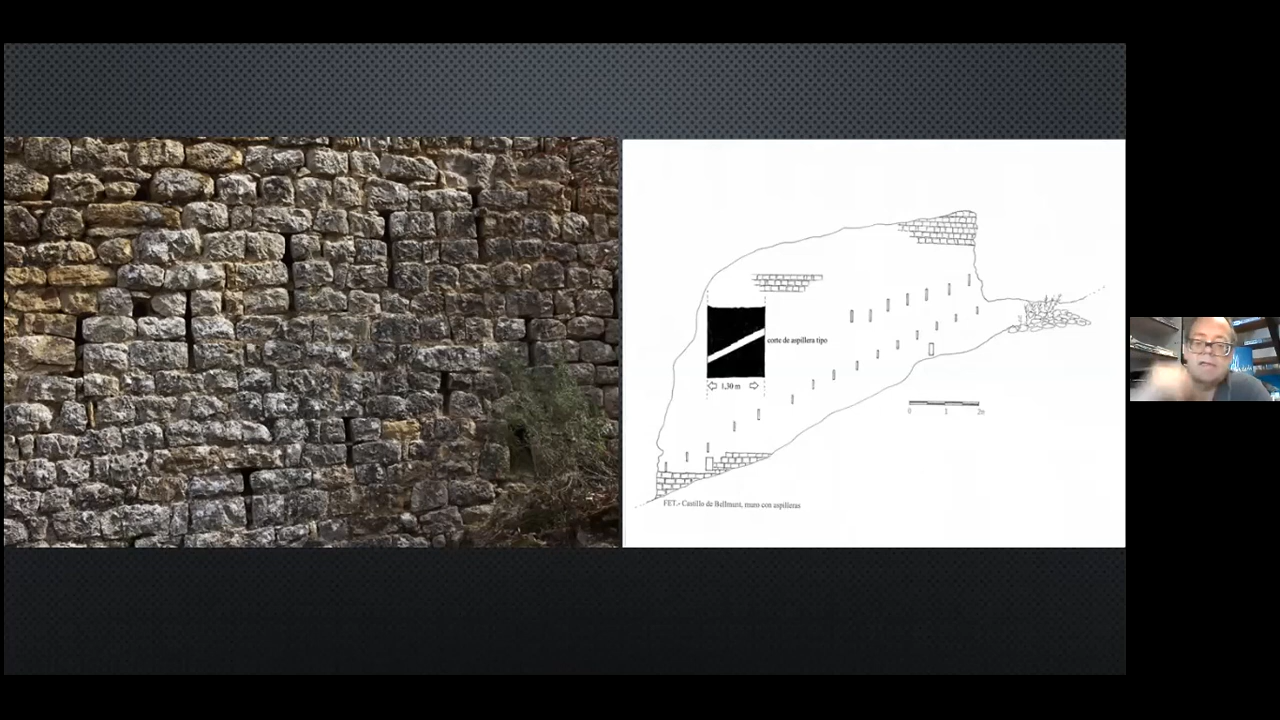 corte de aspillera tipo
1,30 m
0 1 2m
FET.- Castillo de Bellmunt, muro con aspilleras